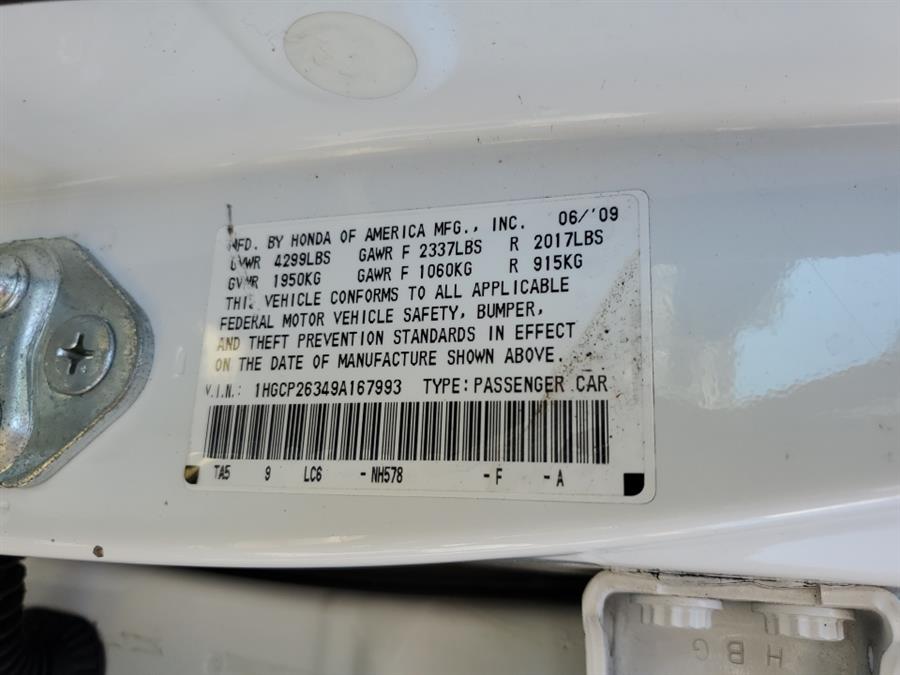 MFD. BY HONDA OF AMERICA MFG., INC. 06/'09
GVWR 4299LBS GAWR F 2337LBS R 2017LBS
GVWR 1950KG GAWR F 1060KG R 915KG
THIS VEHICLE CONFORMS TO ALL APPLICABLE
FEDERAL MOTOR VEHICLE SAFETY, BUMPER,
AND THEFT PREVENTION STANDARDS IN EFFECT
ON THE DATE OF MANUFACTURE SHOWN ABOVE.
V.I.N.: 1HGCP26349A167993 TYPE:PASSENGER CAR
TA5 9 LC6 -NH578 -F -A
H B G